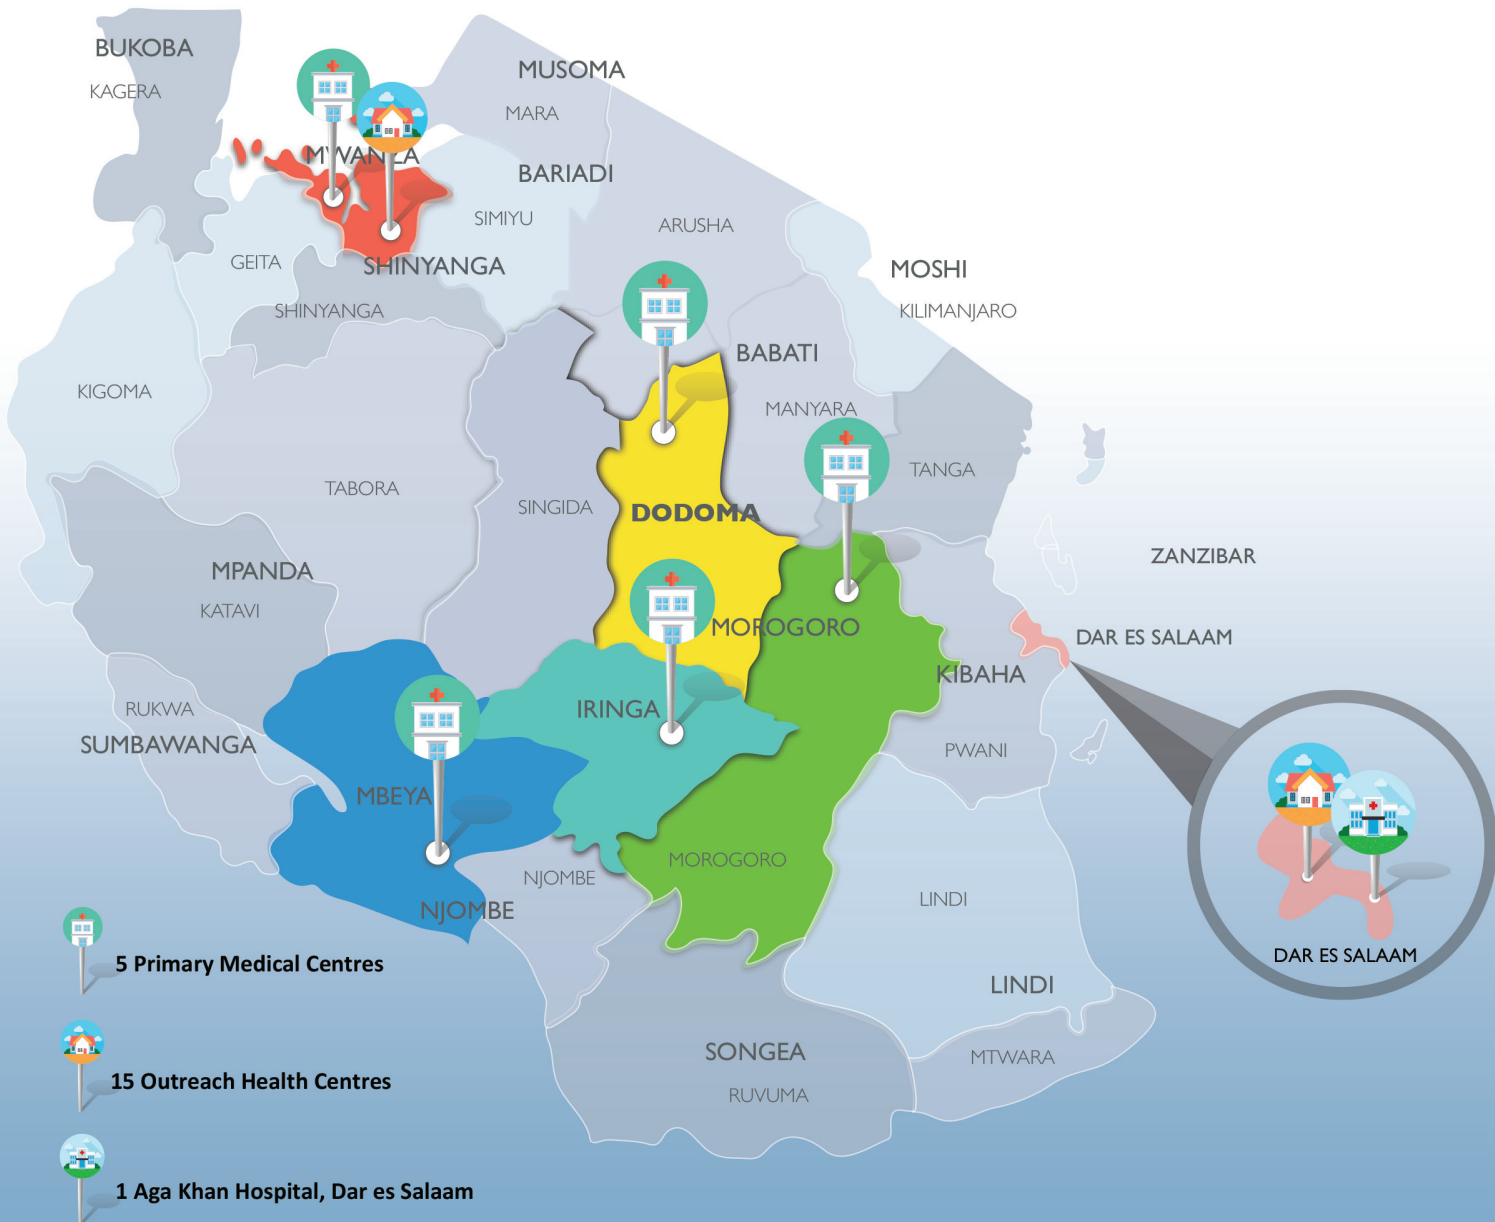 BUKOBA
KAGERA
MUSOMA
MARA
MWANZA
BARIADI
SIMIYU
ARUSHA
GEITA
SHINYANGA
MOSHI
SHINYANGA
KILIMANJARO
BABATI
KIGOMA
MANYARA
TANGA
TABORA
SINGIDA
DODOMA
ZANZIBAR
MPANDA
KATAVI
MOROGORO
DAR ES SALAAM
KIBAHA
RUKWA
IRINGA
SUMBAWANGA
PWANI
MBEYA
MOROGORO
NJOMBE
LINDI
NJOMBE
DAR ES SALAAM
5 Primary Medical Centres
LINDI
SONGEA
MTWARA
15 Outreach Health Centres
RUVUMA
1 Aga Khan Hospital, Dar es Salaam